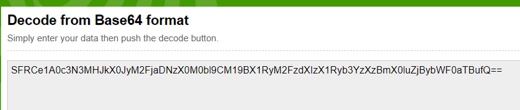 Decode from Base64 format
Simply enter your data then push the decode button.
SFRCe1A0c3N3MHJkX0JyM2FjaDNzX0M0bl9CM19BX1RyM2FzdXIzX1Ryb3YzXzBmX0luZjBybWF0aTBufQ==